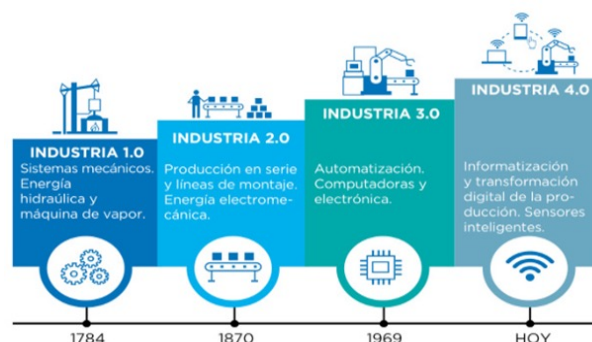 INDUSTRIA 1.0
Sistemas mecánicos.
Energía
hidraúlica y
máquina de vapor.
INDUSTRIA 2.0
Producción en serie
y líneas de montaje.
Energía electrome-
cánica.
INDUSTRIA 3.0
Automatización.
Computadoras y
electrónica.
INDUSTRIA 4.0
Informatización
y transformación
digital de la pro-
ducción. Sensores
inteligentes.
1784
1870
1969
HOY